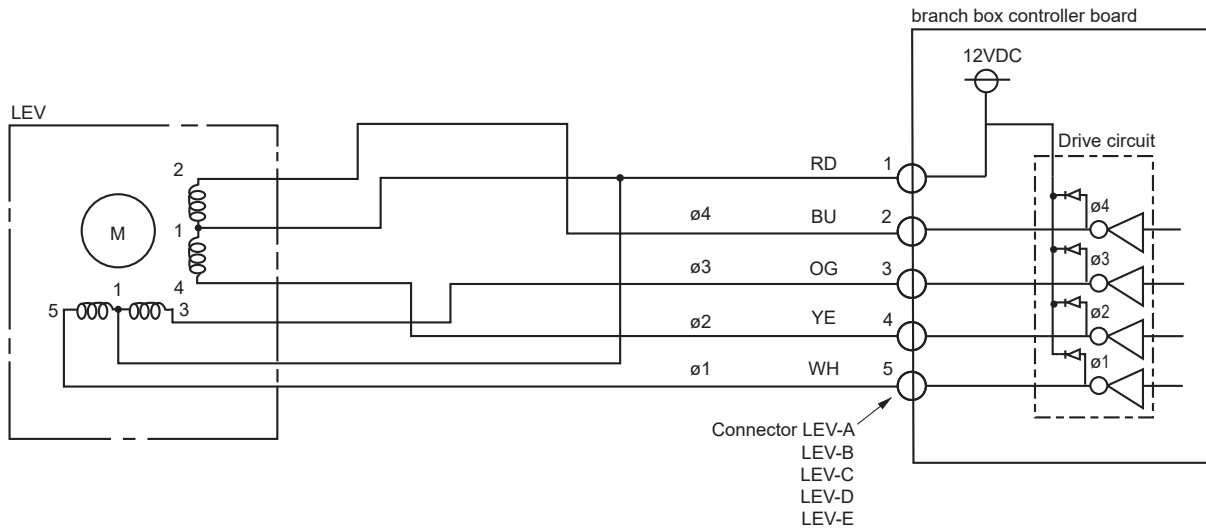 branch box controller board
12VDC
LEV
Drive circuit
2
RD
1
ø4
BU
2
ø4
1
M
ø3
OG
3
ø3
4
1
5
3
ø2
YE
4
ø2
ø1
WH
5
ø1
Connector LEV-A
LEV-B
LEV-C
LEV-D
LEV-E